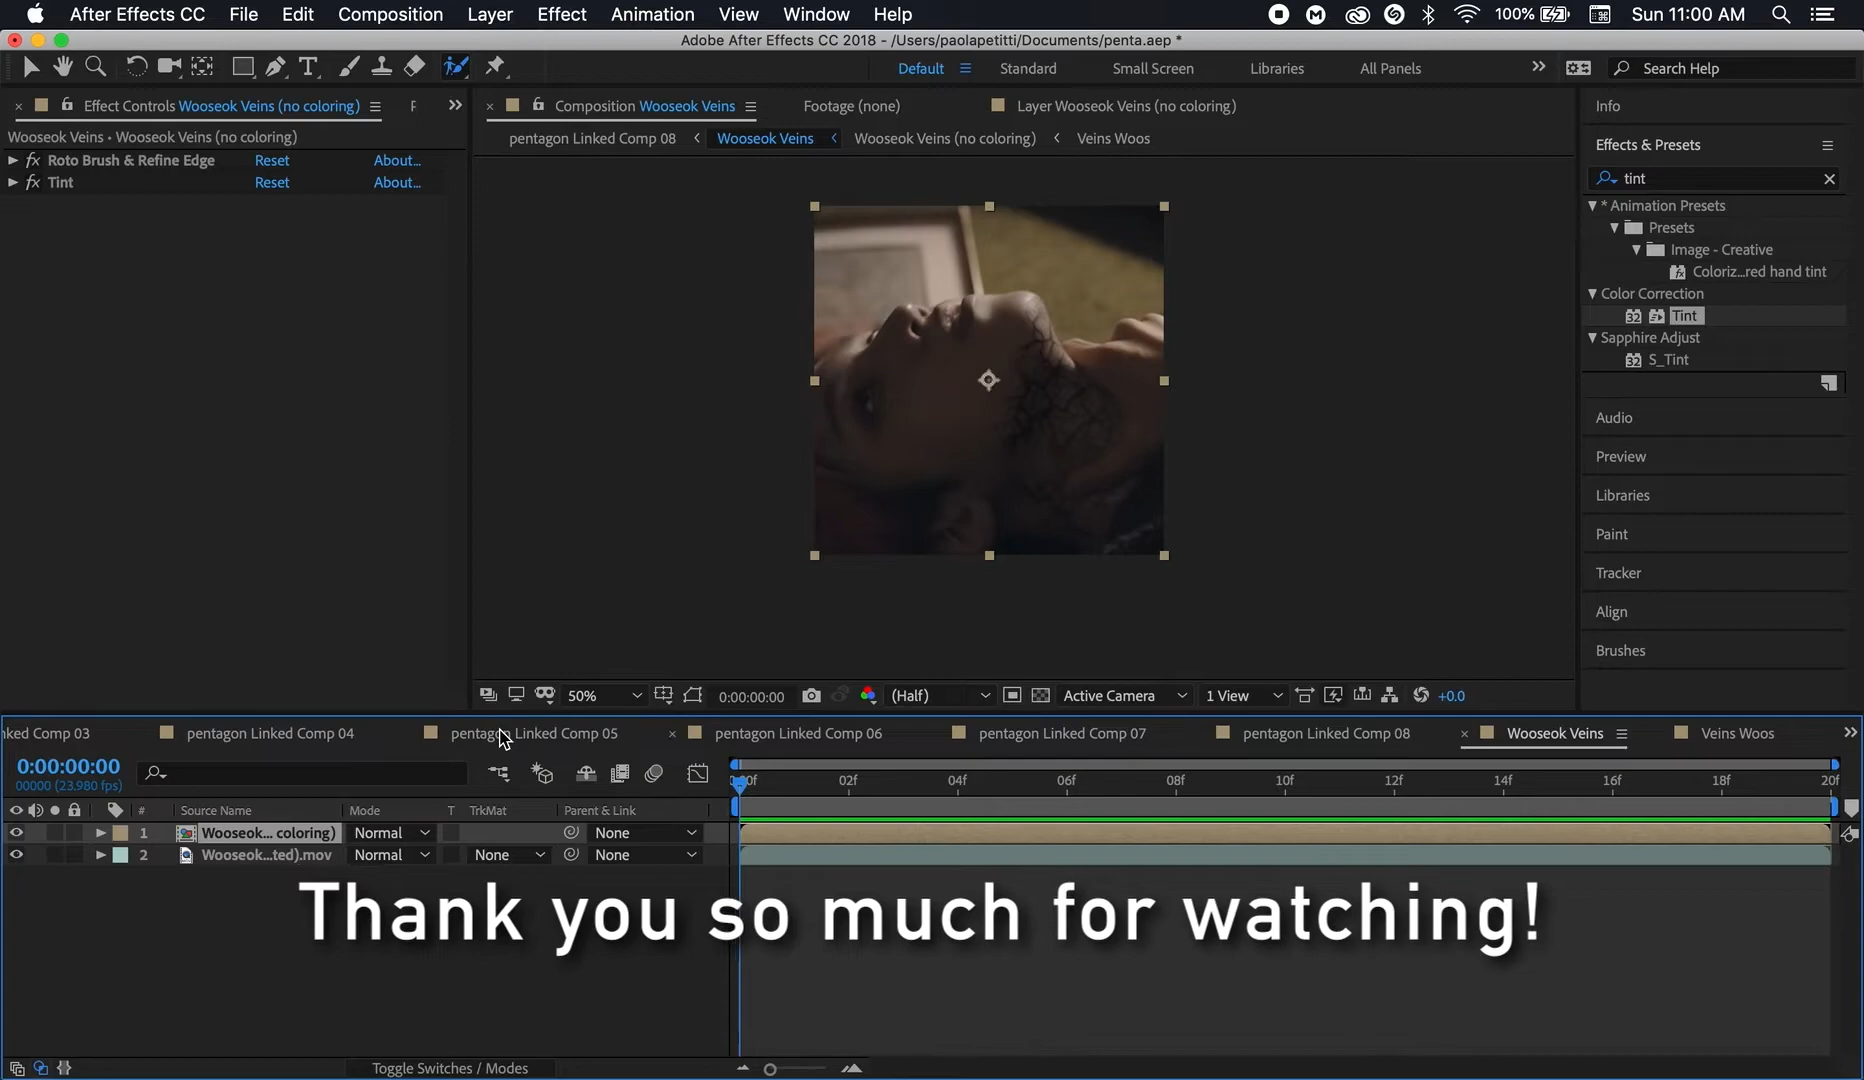 After Effects CC File Edit Composition Layer Effect Animation View Window Help 100% Sun 11:00 AM
Adobe After Effects CC 2018 - /Users/paolapetitti/Documents/penta.aep *
T Default Standard Small Screen Libraries All Panels Search Help
Effect Controls Wooseok Veins (no coloring) Composition Wooseok Veins Footage (none) Layer Wooseok Veins (no coloring) Info
Wooseok Veins • Wooseok Veins (no coloring) pentagon Linked Comp 08 Wooseok Veins Wooseok Veins (no coloring) Veins Woos Effects & Presets
fx Roto Brush & Refine Edge Reset About...
fx Tint Reset About... tint
* Animation Presets
Presets
Image - Creative
Coloriz...red hand tint
Color Correction
32 Tint
Sapphire Adjust
32 S_Tint
Audio
Preview
Libraries
Paint
Tracker
Align
Brushes
50% 0:00:00:00 (Half) Active Camera 1 View +0.0
nked Comp 03 pentagon Linked Comp 04 pentagon Linked Comp 05 pentagon Linked Comp 06 pentagon Linked Comp 07 pentagon Linked Comp 08 Wooseok Veins Veins Woos
0:00:00:00
00000 (23.980 fps)
02f 04f 06f 08f 10f 12f 14f 16f 18f 20f
# Source Name Mode T TrkMat Parent & Link
1 Wooseok... coloring) Normal None
2 Wooseok...ted).mov Normal None None
Thank you so much for watching!
Toggle Switches / Modes